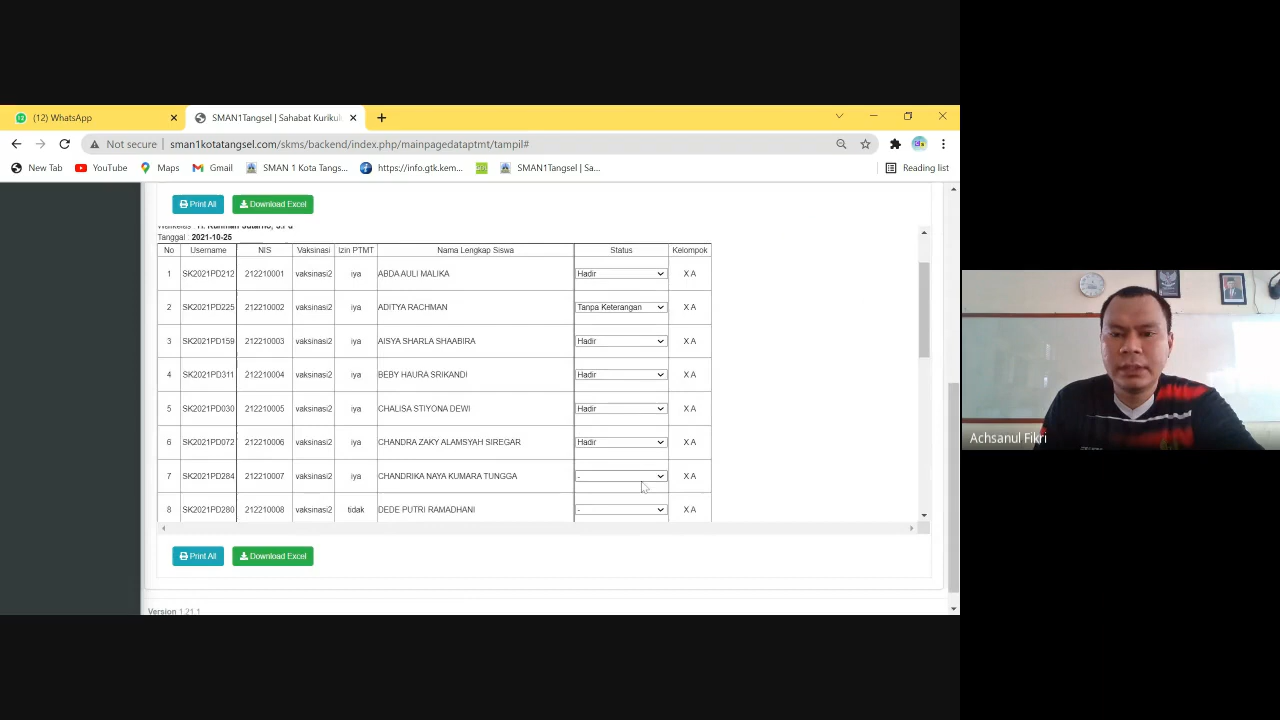 (12) WhatsApp
SMAN1Tangsel | Sahabat Kurikul
Not secure
sman1kotatangsel.com/skms/backend/index.php/mainpagedataptmt/tampil#
New Tab
YouTube
Maps
Gmail
SMAN 1 Kota Tangs...
https://info.gtk.kem...
SMAN1Tangsel | Sa...
Reading list
Print All
Download Excel
Tanggal : 2021-10-25
No Username NIS Vaksinasi Izin PTMT Nama Lengkap Siswa Status Kelompok
1 SK2021PD212 212210001 vaksinasi2 iya ABDA AULI MALIKA Hadir X A
2 SK2021PD225 212210002 vaksinasi2 iya ADITYA RACHMAN Tanpa Keterangan X A
3 SK2021PD159 212210003 vaksinasi2 iya AISYA SYARLA SHAABIRA Hadir X A
4 SK2021PD311 212210004 vaksinasi2 iya BEBY HAURA SRIKANDI Hadir X A
5 SK2021PD030 212210005 vaksinasi2 iya CHALISA STIYONA DEWI Hadir X A
6 SK2021PD072 212210006 vaksinasi2 iya CHANDRA ZAKY ALAMSYAH SIREGAR Hadir X A
7 SK2021PD284 212210007 vaksinasi2 iya CHANDRIKA NAYA KUMARA TUNGGA - X A
8 SK2021PD280 212210008 vaksinasi2 tidak DEDE PUTRI RAMADHANI - X A
Print All
Download Excel
Version 1.21.1
Achsanul Fikri